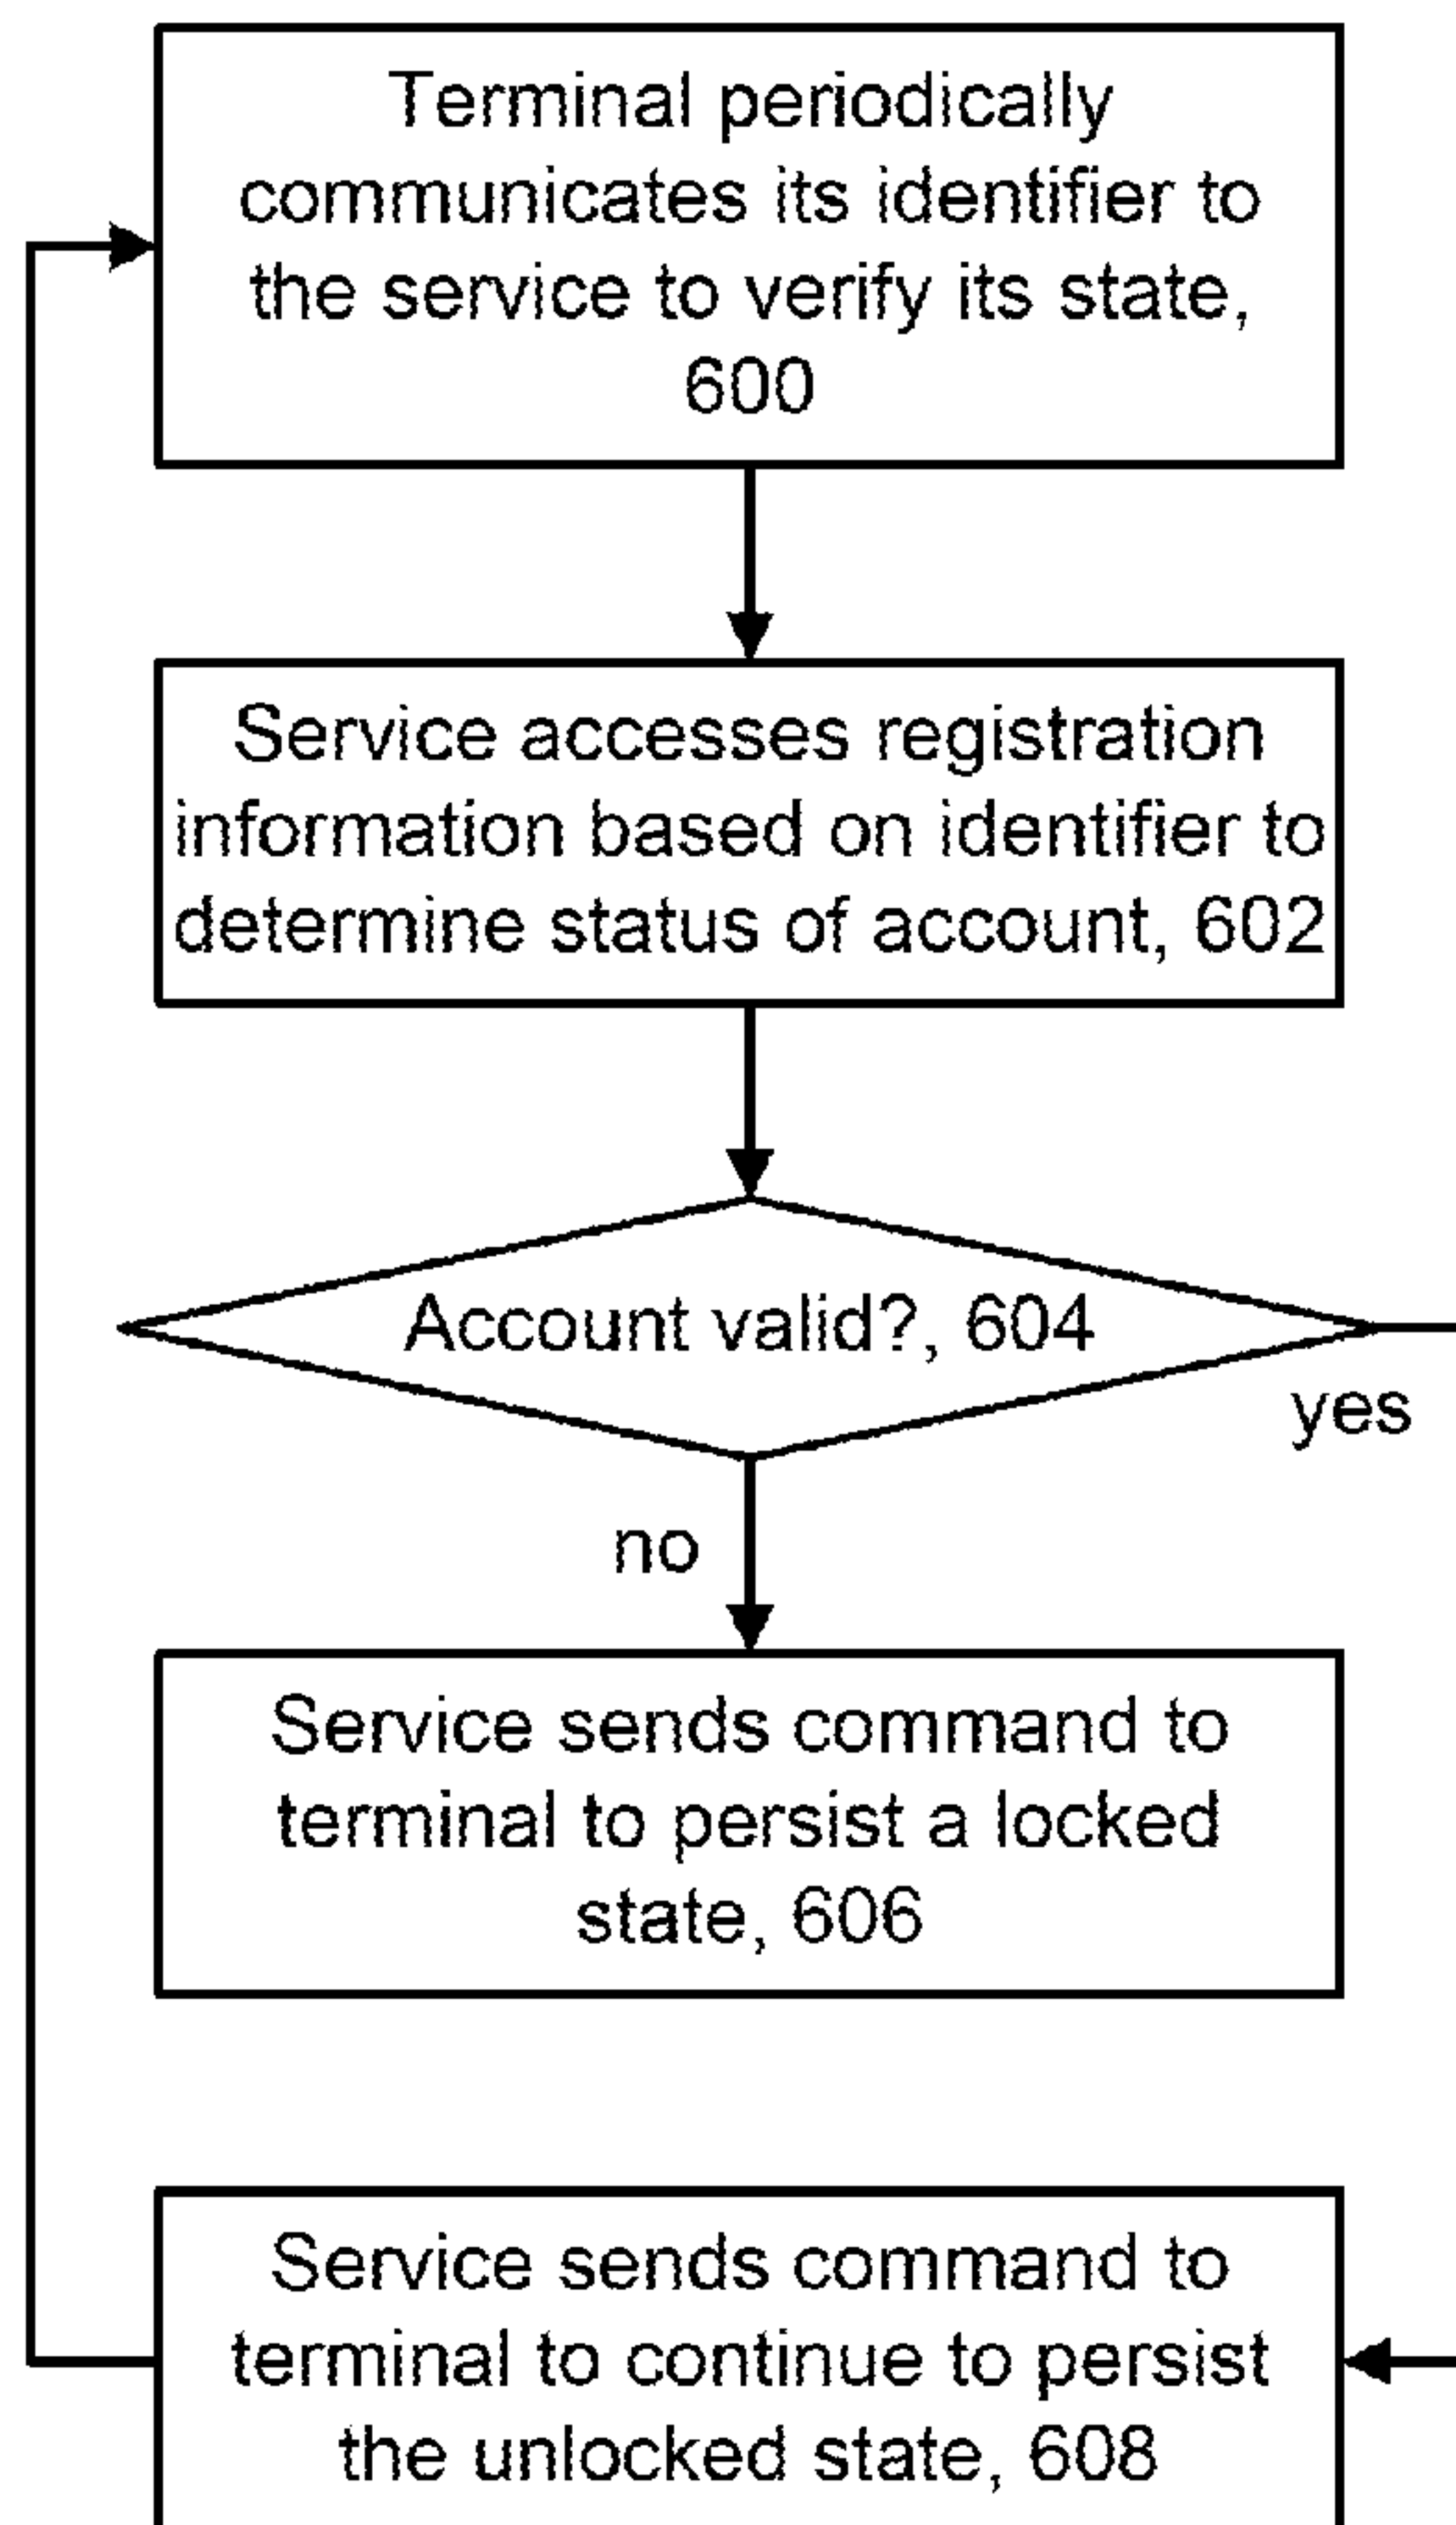 Terminal periodically
communicates its identifier to
the service to verify its state,
600
Service accesses registration
information based on identifier to
determine status of account, 602
Account valid?, 604
yes
no
Service sends command to
terminal to persist a locked
state, 606
Service sends command to
terminal to continue to persist
the unlocked state, 608